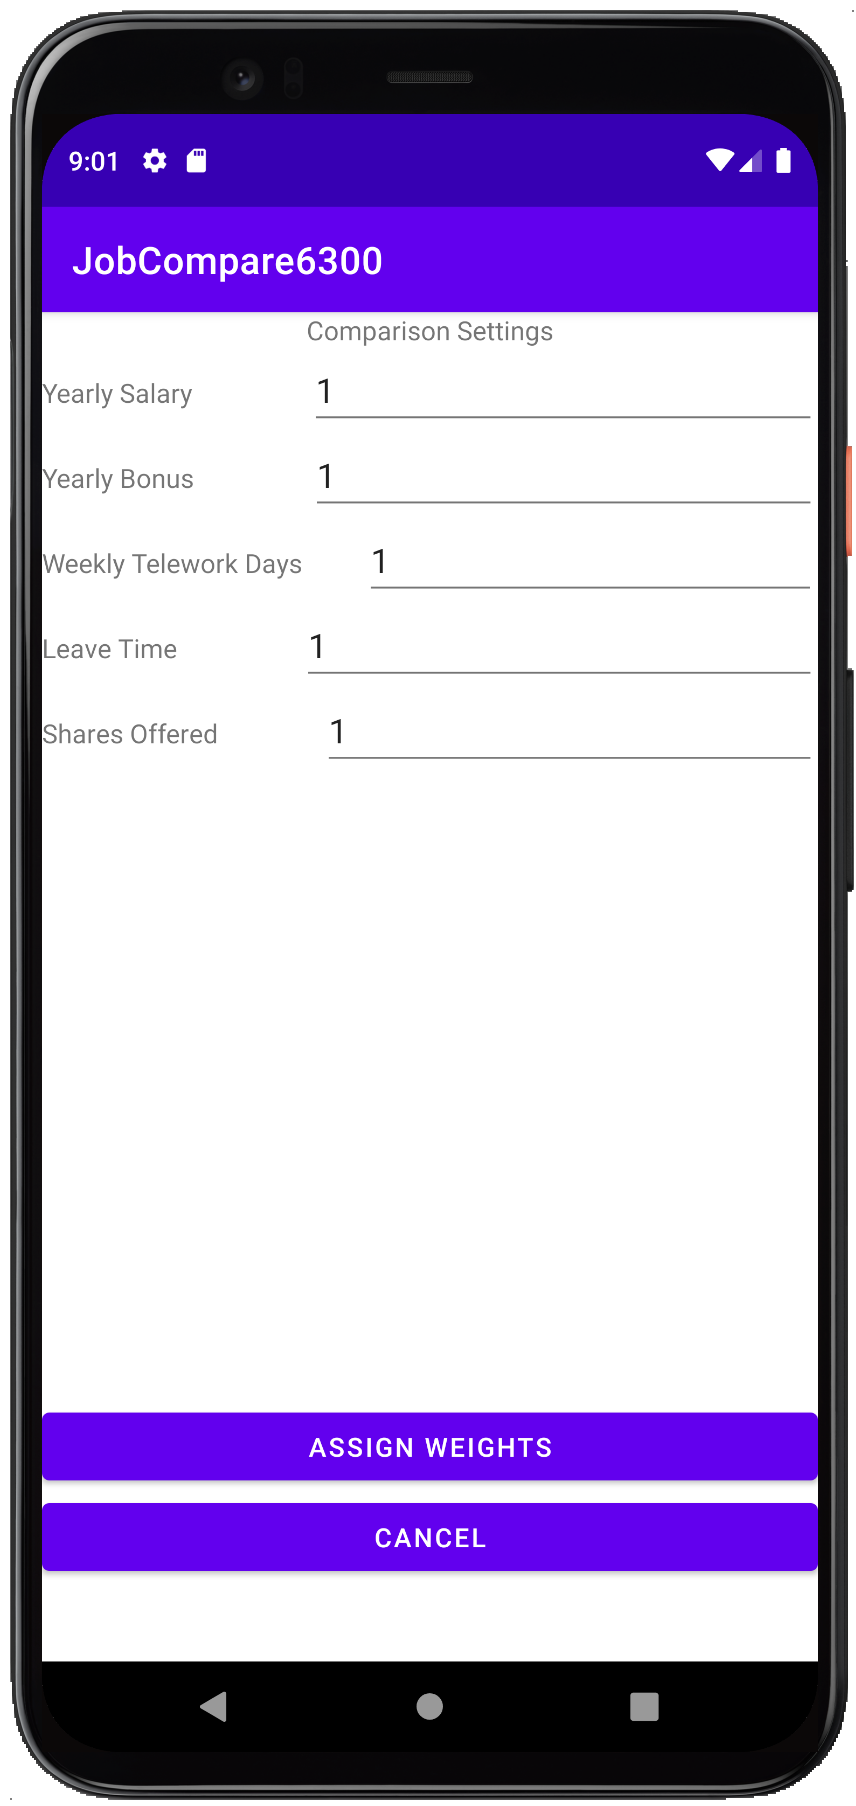 9:01
JobCompare6300
Comparison Settings
Yearly Salary 1
Yearly Bonus 1
Weekly Telework Days 1
Leave Time 1
Shares Offered 1
ASSIGN WEIGHTS
CANCEL